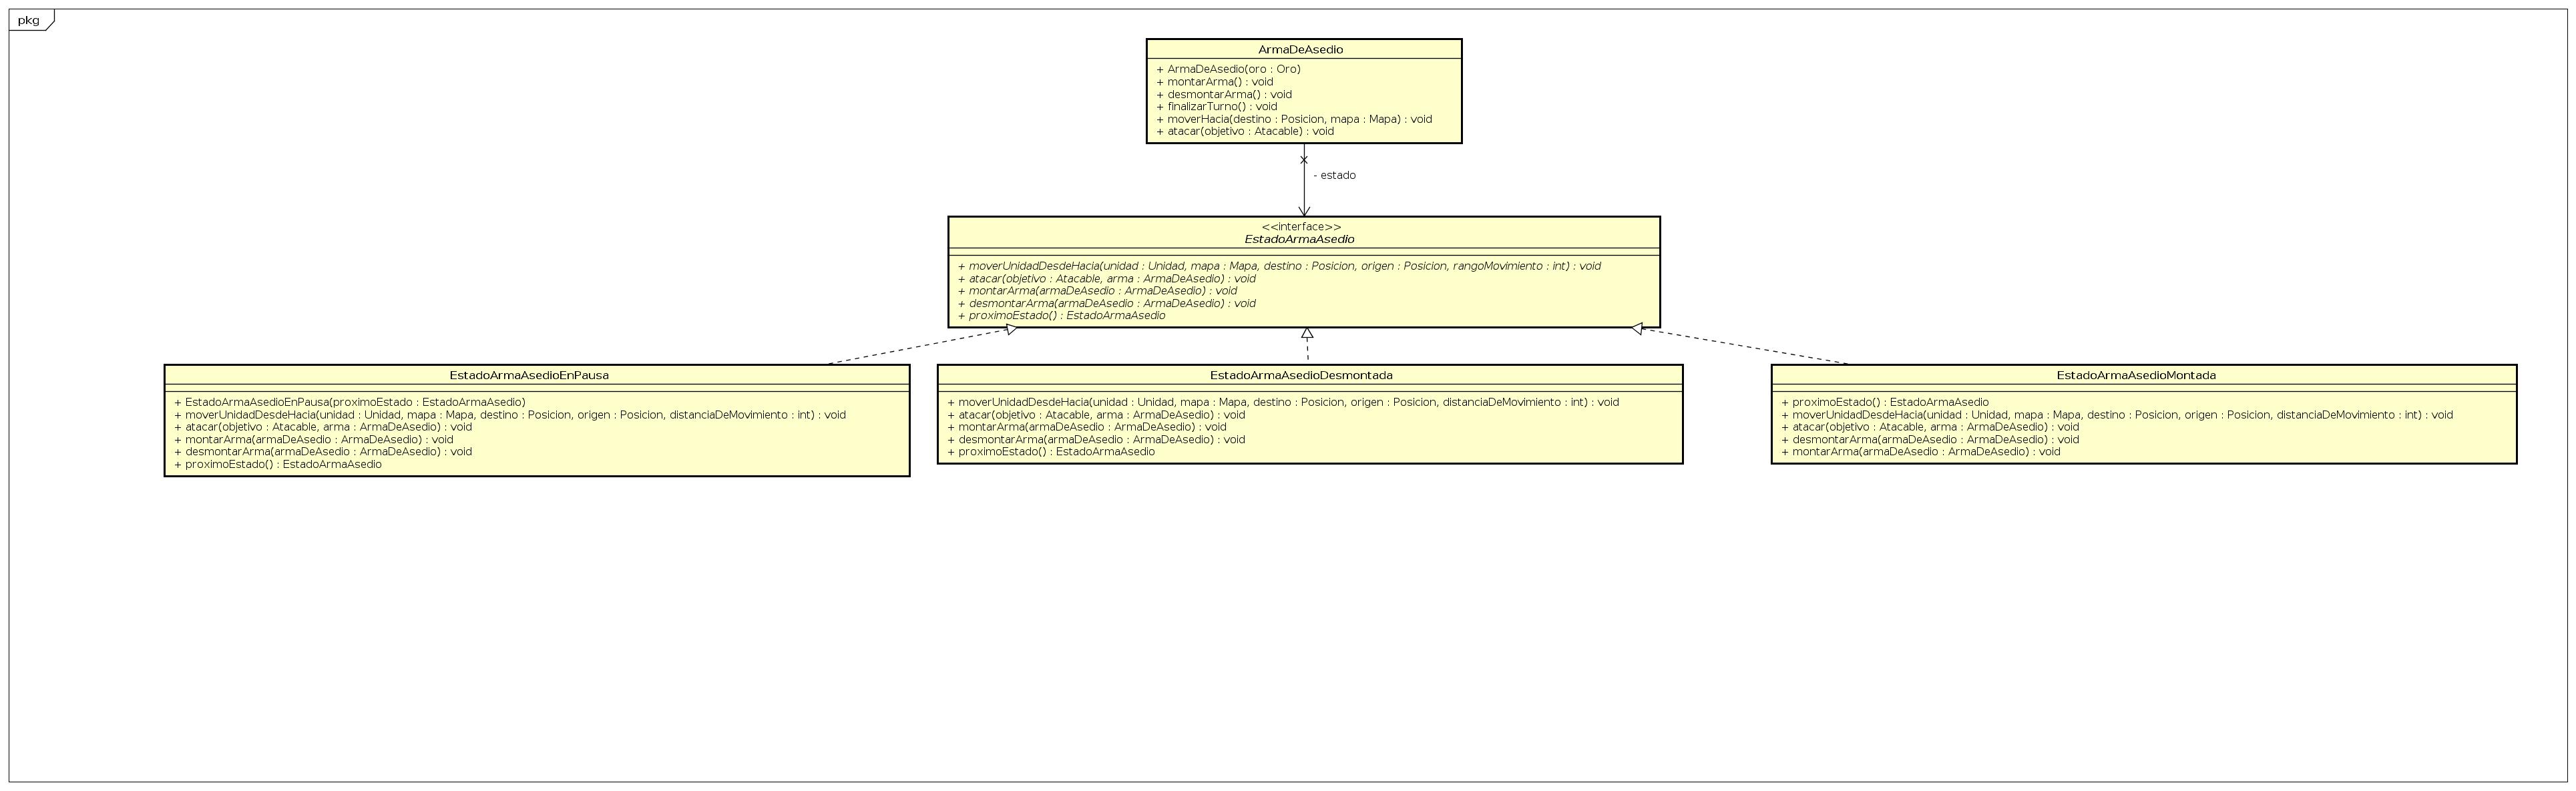 pkg
ArmaDeAsedio
+ ArmaDeAsedio(oro : Oro)
+ montarArma() : void
+ desmontarArma() : void
+ finalizarTurno() : void
+ moverHacia(destino : Posicion, mapa : Mapa) : void
+ atacar(objetivo : Atacable) : void
- estado
<<interface>>
EstadoArmaAsedio
+ moverUnidadDesdeHacia(unidad : Unidad, mapa : Mapa, destino : Posicion, origen : Posicion, rangoMovimiento : int) : void
+ atacar(objetivo : Atacable, arma : ArmaDeAsedio) : void
+ montarArma(armaDeAsedio : ArmaDeAsedio) : void
+ desmontarArma(armaDeAsedio : ArmaDeAsedio) : void
+ proximoEstado() : EstadoArmaAsedio
EstadoArmaAsedioEnPausa
+ EstadoArmaAsedioEnPausa(proximoEstado : EstadoArmaAsedio)
+ moverUnidadDesdeHacia(unidad : Unidad, mapa : Mapa, destino : Posicion, origen : Posicion, distanciaDeMovimiento : int) : void
+ atacar(objetivo : Atacable, arma : ArmaDeAsedio) : void
+ montarArma(armaDeAsedio : ArmaDeAsedio) : void
+ desmontarArma(armaDeAsedio : ArmaDeAsedio) : void
+ proximoEstado() : EstadoArmaAsedio
EstadoArmaAsedioDesmontada
+ moverUnidadDesdeHacia(unidad : Unidad, mapa : Mapa, destino : Posicion, origen : Posicion, distanciaDeMovimiento : int) : void
+ atacar(objetivo : Atacable, arma : ArmaDeAsedio) : void
+ montarArma(armaDeAsedio : ArmaDeAsedio) : void
+ desmontarArma(armaDeAsedio : ArmaDeAsedio) : void
+ proximoEstado() : EstadoArmaAsedio
EstadoArmaAsedioMontada
+ proximoEstado() : EstadoArmaAsedio
+ moverUnidadDesdeHacia(unidad : Unidad, mapa : Mapa, destino : Posicion, origen : Posicion, distanciaDeMovimiento : int) : void
+ atacar(objetivo : Atacable, arma : ArmaDeAsedio) : void
+ desmontarArma(armaDeAsedio : ArmaDeAsedio) : void
+ montarArma(armaDeAsedio : ArmaDeAsedio) : void